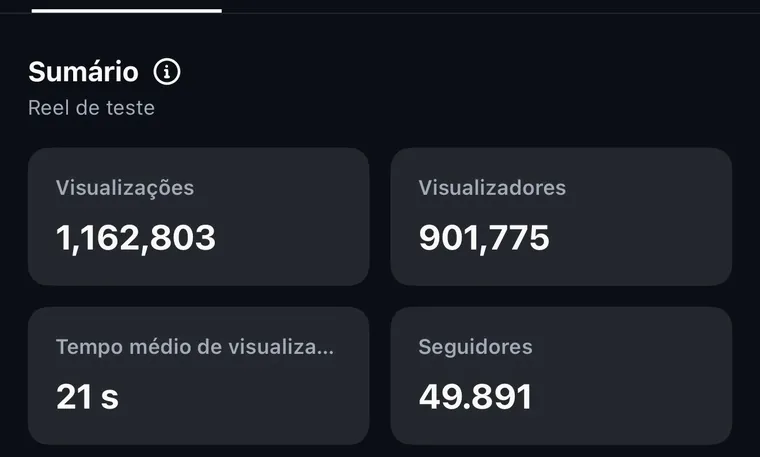 Sumário
Reel de teste
Visualizações
Visualizadores
1,162,803
901,775
Tempo médio de visualiza...
Seguidores
21 s
49.891